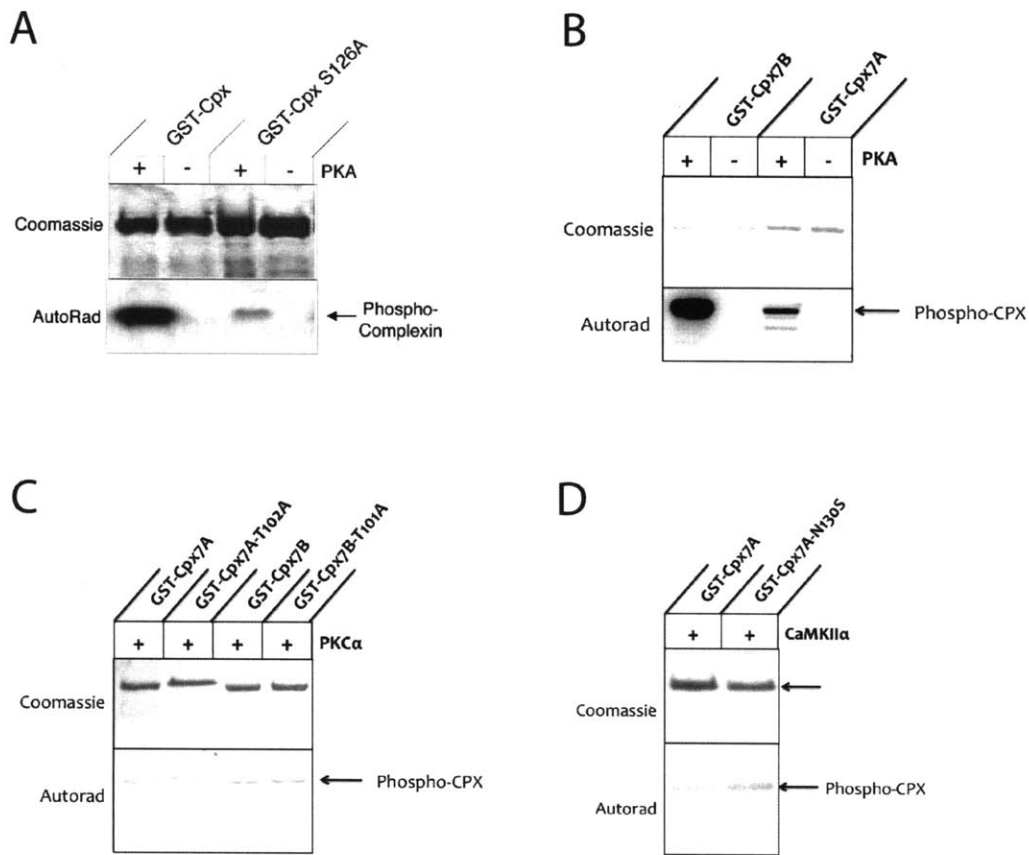 A
GST-Cpx
GST-Cpx S126A
+ - + - PKA
Coomassie
AutoRad
Phospho-
Complexin
B
GST-Cpx7B
GST-Cpx7A
+ - + - PKA
Coomassie
Autorad
Phospho-CPX
C
GST-Cpx7A
GST-Cpx7A-T102A
GST-Cpx7B
GST-Cpx7B-T101A
+ + + + PKCα
Coomassie
Autorad
Phospho-CPX
D
GST-Cpx7A
GST-Cpx7A-N130S
+ + CaMKIIα
Coomassie
Autorad
Phospho-CPX